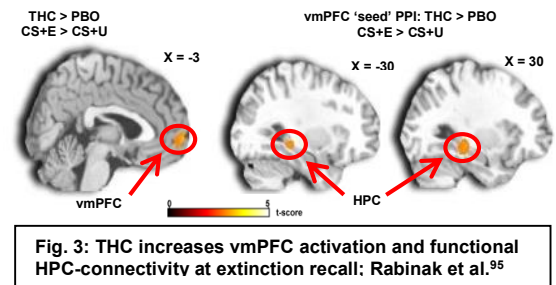 THC > PBO
CS+E > CS+U
X = -3
vmPFC
vmPFC 'seed' PPI: THC > PBO
CS+E > CS+U
X = -30
X = 30
HPC
0
5
t-score
Fig. 3: THC increases vmPFC activation and functional
HPC-connectivity at extinction recall; Rabinak et al.95